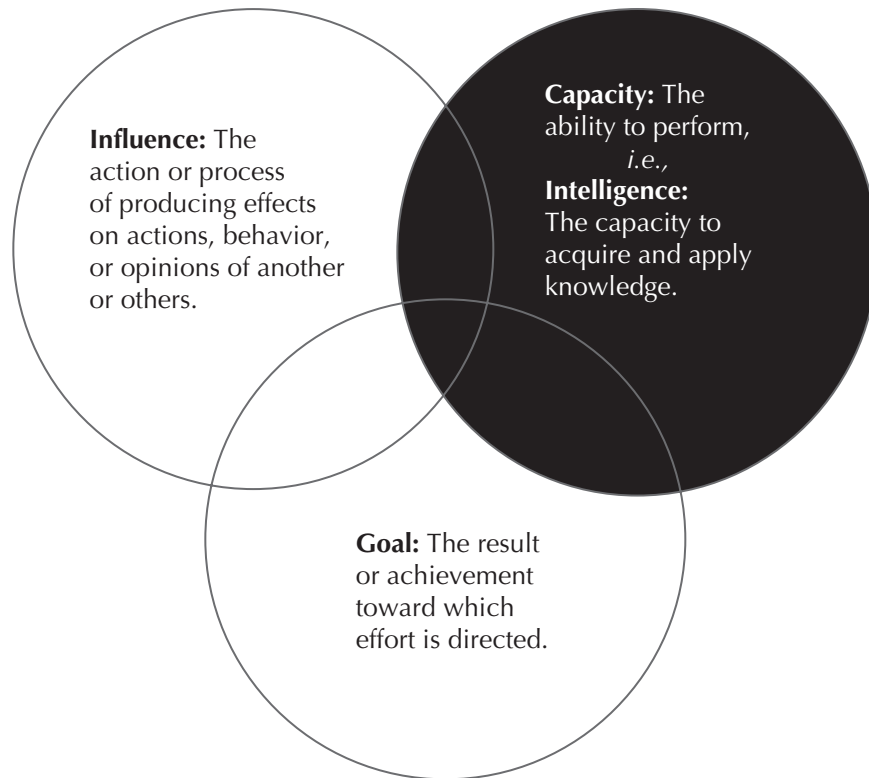 Influence: The
action or process
of producing effects
on actions, behavior,
or opinions of another
or others.
Capacity: The
ability to perform,
i.e.,
Intelligence:
The capacity to
acquire and apply
knowledge.
Goal: The result
or achievement
toward which
effort is directed.